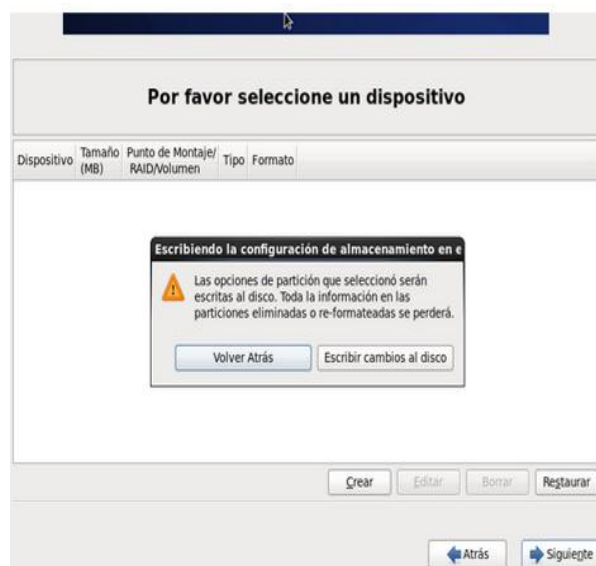 Por favor seleccione un dispositivo
Dispositivo
Tamaño
(MB)
Punto de Montaje/
RAID/Volumen
Tipo
Formato
Escribiendo la configuración de almacenamiento en e
Las opciones de partición que seleccionó serán
escritas al disco. Toda la información en las
particiones eliminadas o re-formateadas se perderá.
Volver Atrás
Escribir cambios al disco
Crear
Editar
Borrar
Restaurar
Atrás
Siguiente